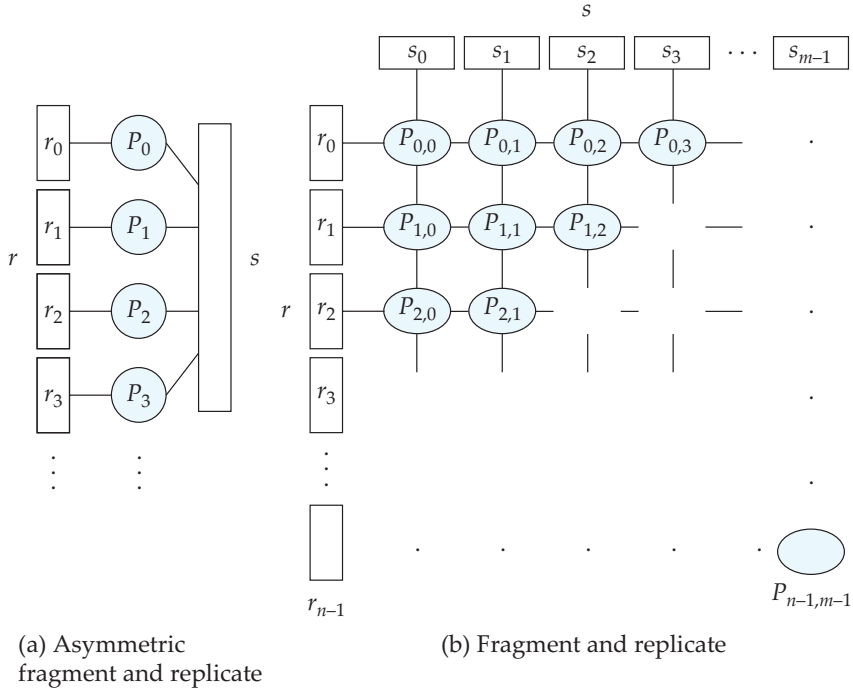 s
s0 s1 s2 s3 ... sm–1
r0 P0
r1 P1
r s
r2 P2
r3 P3
r0 P0,0 P0,1 P0,2 P0,3
r1 P1,0 P1,1 P1,2
r
r2 P2,0 P2,1
r3
rn–1
Pn–1,m–1
(a) Asymmetric
fragment and replicate
(b) Fragment and replicate